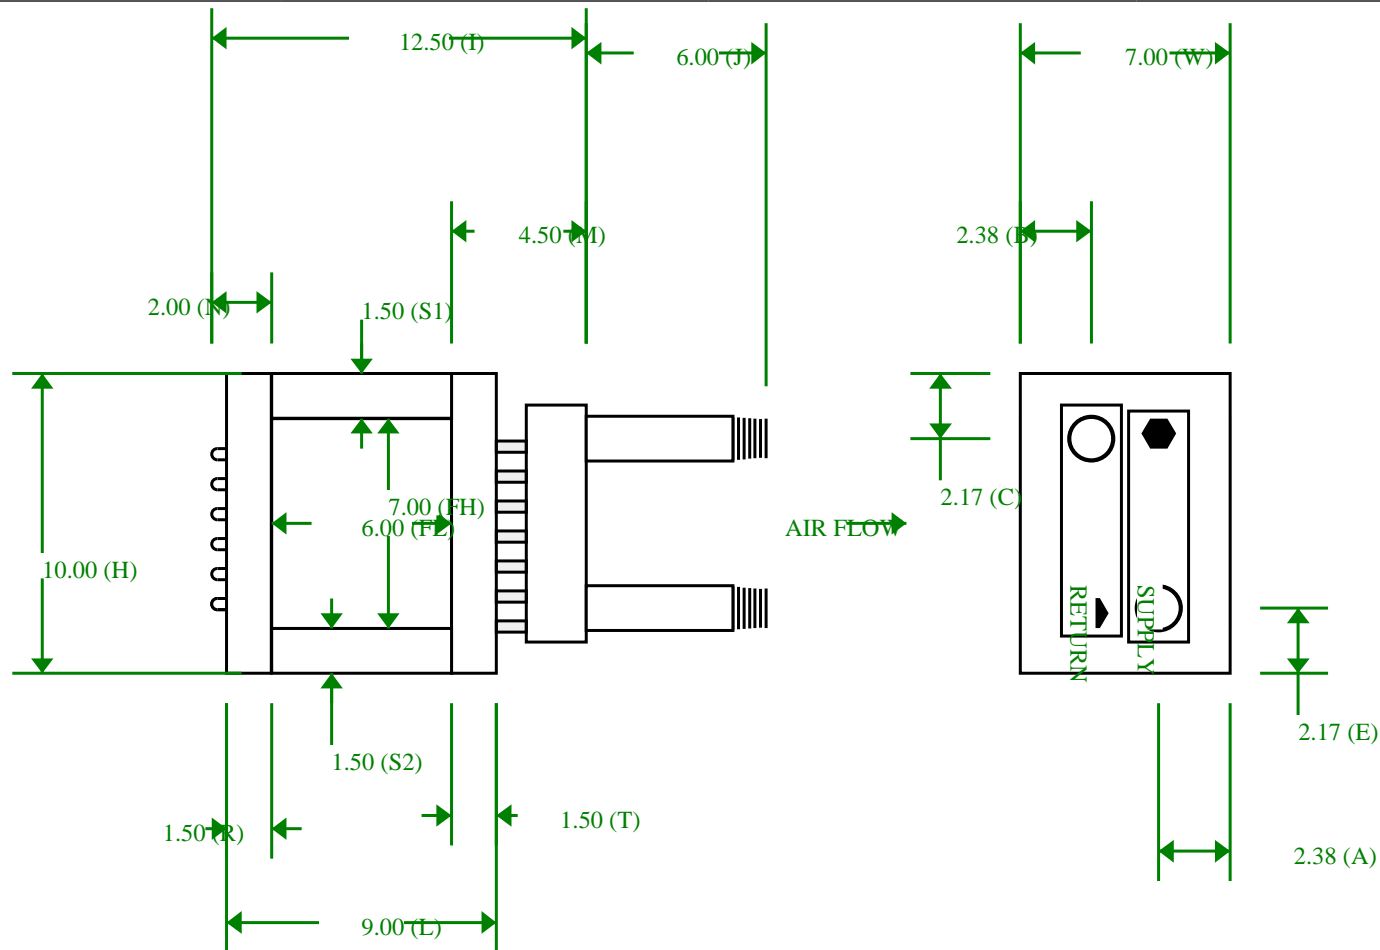 12.50 (I)
6.00 (J)
7.00 (W)
4.50 (M)
2.38 (B)
2.00 (N)
1.50 (S1)
2.17 (C)
7.00 (FH)
6.00 (FL)
AIR FLOW
10.00 (H)
RETURN
SUPPLY
2.17 (E)
1.50 (S2)
1.50 (R)
1.50 (T)
2.38 (A)
9.00 (L)